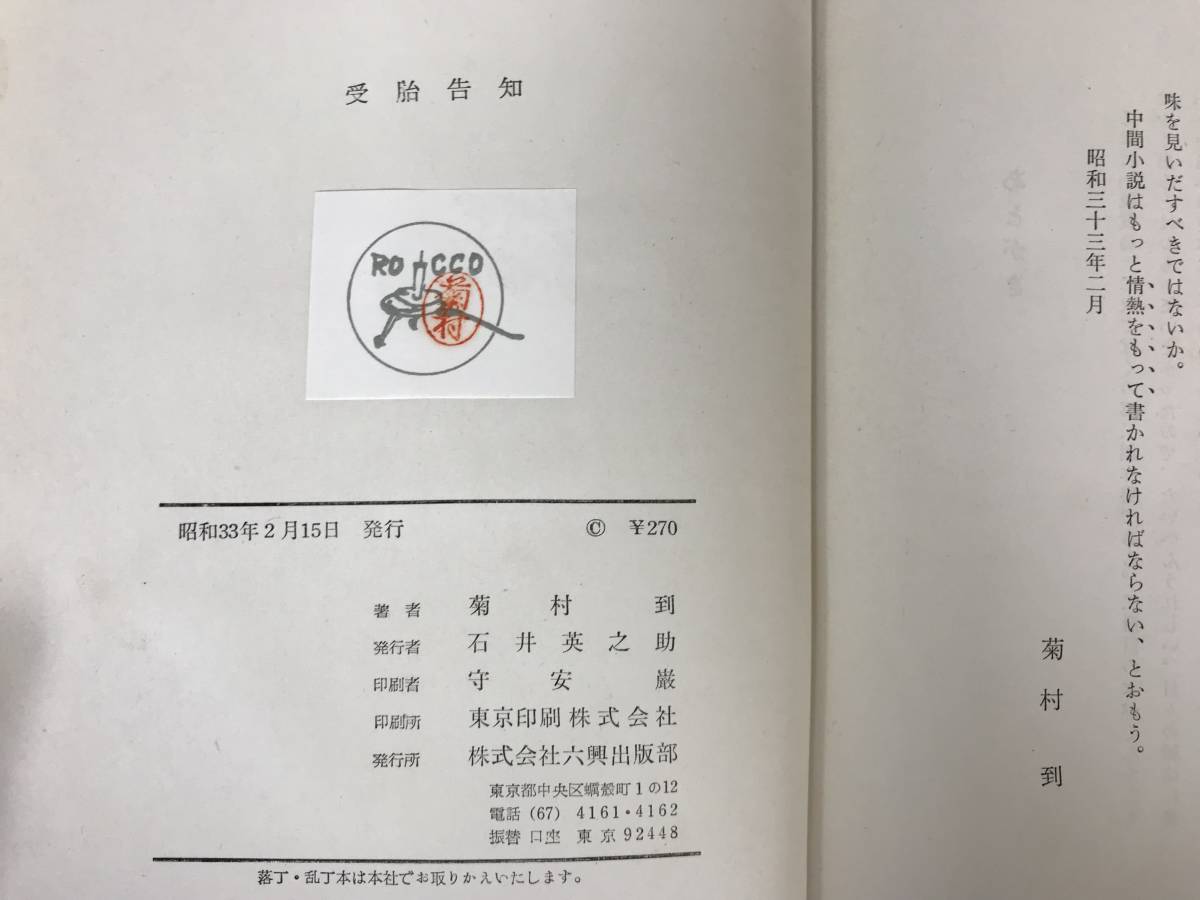 味を見いだすべきではないか。
中間小説はもっと情熱をもって書かれなければならない、とおもう。
昭和三十三年二月
菊村到
受胎告知
ROCCO
菊村
昭和33年2月15日 発行 © ¥270
著者 菊村到
発行者 石井英之助
印刷者 守安巌
印刷所 東京印刷株式会社
発行所 株式会社六興出版部
東京都中央区蠣殻町1の12
電話 (67) 4161・4162
振替口座 東京92448
落丁・乱丁本は本社でお取りかえいたします。